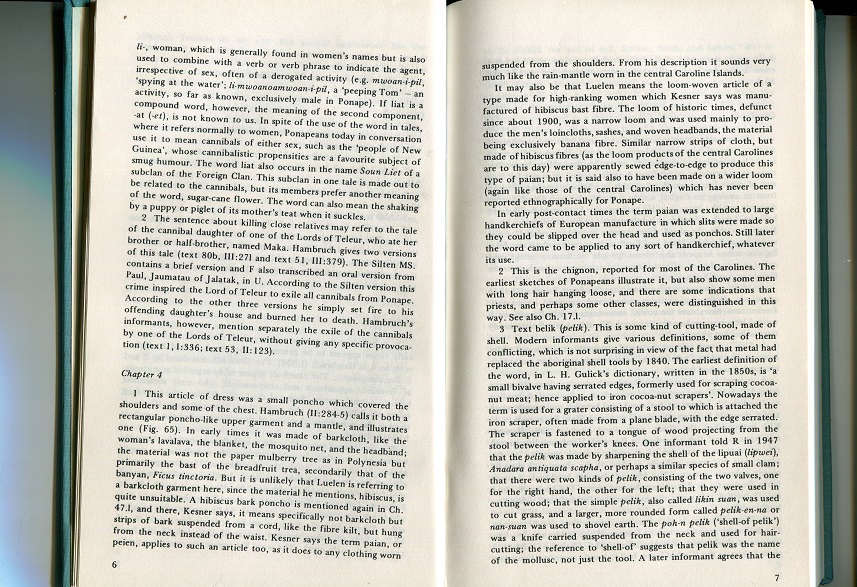 li-, woman, which is generally found in women's names but is also
used to combine with a verb or verb phrase to indicate the agent,
irrespective of sex, often of a derogated activity (e.g. mwoan-i-pil,
'spying at the water'; li-mwoanoamwoan-i-pil, a 'peeping Tom' – an
activity, so far as known, exclusively male in Ponape). If liat is a
compound word, however, the meaning of the second component,
-at (-et), is not known to us. In spite of the use of the word in tales,
where it refers normally to women, Ponapeans today in conversation
use it to mean cannibals of either sex, such as the 'people of New
Guinea', whose cannibalistic propensities are a favourite subject of
smug humour. The word liat also occurs in the name Soun Liet of a
subclan of the Foreign Clan. This subclan in one tale is made out to
be related to the cannibals, but its members prefer another meaning
of the word, sugar-cane flower. The word can also mean the shaking
by a puppy or piglet of its mother's teat when it suckles.
2 The sentence about killing close relatives may refer to the tale
of the cannibal daughter of one of the Lords of Teleur, who ate her
brother or half-brother, named Maka. Hambruch gives two versions
of this tale (text 80b, III:271 and text 51, III:379). The Silten MS.
contains a brief version and F also transcribed an oral version from
Paul, Jaumatau of Jalatak, in U. According to the Silten version this
crime inspired the Lord of Teleur to exile all cannibals from Ponape.
According to the other three versions he simply set fire to his
offending daughter's house and burned her to death. Hambruch's
informants, however, mention separately the exile of the cannibals
by one of the Lords of Teleur, without giving any specific provoca-
tion (text 1, I:336; text 53, II:123).
Chapter 4
1 This article of dress was a small poncho which covered the
shoulders and some of the chest. Hambruch (II:284-5) calls it both a
rectangular poncho-like upper garment and a mantle, and illustrates
one (Fig. 65). In early times it was made of barkcloth, like the
woman's lavalava, the blanket, the mosquito net, and the headband;
the material was not the paper mulberry tree as in Polynesia but
primarily the bast of the breadfruit tree, secondarily that of the
banyan, Ficus tinctoria. But it is unlikely that Luelen is referring to
a barkcloth garment here, since the material he mentions, hibiscus, is
quite unsuitable. A hibiscus bark poncho is mentioned again in Ch.
47.l, and there, Kesner says, it means specifically not barkcloth but
strips of bark suspended from a cord, like the fibre kilt, but hung
from the neck instead of the waist. Kesner says the term paian, or
peien, applies to such an article too, as it does to any clothing worn
6
suspended from the shoulders. From his description it sounds very
much like the rain-mantle worn in the central Caroline Islands.
It may also be that Luelen means the loom-woven article of a
type made for high-ranking women which Kesner says was manu-
factured of hibiscus bast fibre. The loom of historic times, defunct
since about 1900, was a narrow loom and was used mainly to pro-
duce the men's loincloths, sashes, and woven headbands, the material
being exclusively banana fibre. Similar narrow strips of cloth, but
made of hibiscus fibres (as the loom products of the central Carolines
are to this day) were apparently sewed edge-to-edge to produce this
type of paian; but it is said also to have been made on a wider loom
(again like those of the central Carolines) which has never been
reported ethnographically for Ponape.
In early post-contact times the term paian was extended to large
handkerchiefs of European manufacture in which slits were made so
they could be slipped over the head and used as ponchos. Still later
the word came to be applied to any sort of handkerchief, whatever
its use.
2 This is the chignon, reported for most of the Carolines. The
earliest sketches of Ponapeans illustrate it, but also show some men
with long hair hanging loose, and there are some indications that
priests, and perhaps some other classes, were distinguished in this
way. See also Ch. 17.l.
3 Text belik (pelik). This is some kind of cutting-tool, made of
shell. Modern informants give various definitions, some of them
conflicting, which is not surprising in view of the fact that metal had
replaced the aboriginal shell tools by 1840. The earliest definition of
the word, in L. H. Gulick's dictionary, written in the 1850s, is 'a
small bivalve having serrated edges, formerly used for scraping cocoa-
nut meat; hence applied to iron cocoa-nut scrapers'. Nowadays the
term is used for a grater consisting of a stool to which is attached the
iron scraper, often made from a plane blade, with the edge serrated.
The scraper is fastened to a tongue of wood projecting from the
stool between the worker's knees. One informant told R in 1947
that the pelik was made by sharpening the shell of the lipuai (lipwei),
Anadara antiquata scapha, or perhaps a similar species of small clam;
that there were two kinds of pelik, consisting of the two valves, one
for the right hand, the other for the left; that they were used in
cutting wood; that the simple pelik, also called likin suan, was used
to cut grass, and a larger, more rounded form called pelik-en-na or
nan-suan was used to shovel earth. The poh-n pelik ('shell-of pelik')
was a knife carried suspended from the neck and used for hair-
cutting; the reference to 'shell-of' suggests that pelik was the name
of the mollusc, not just the tool. A later informant agrees that the
7